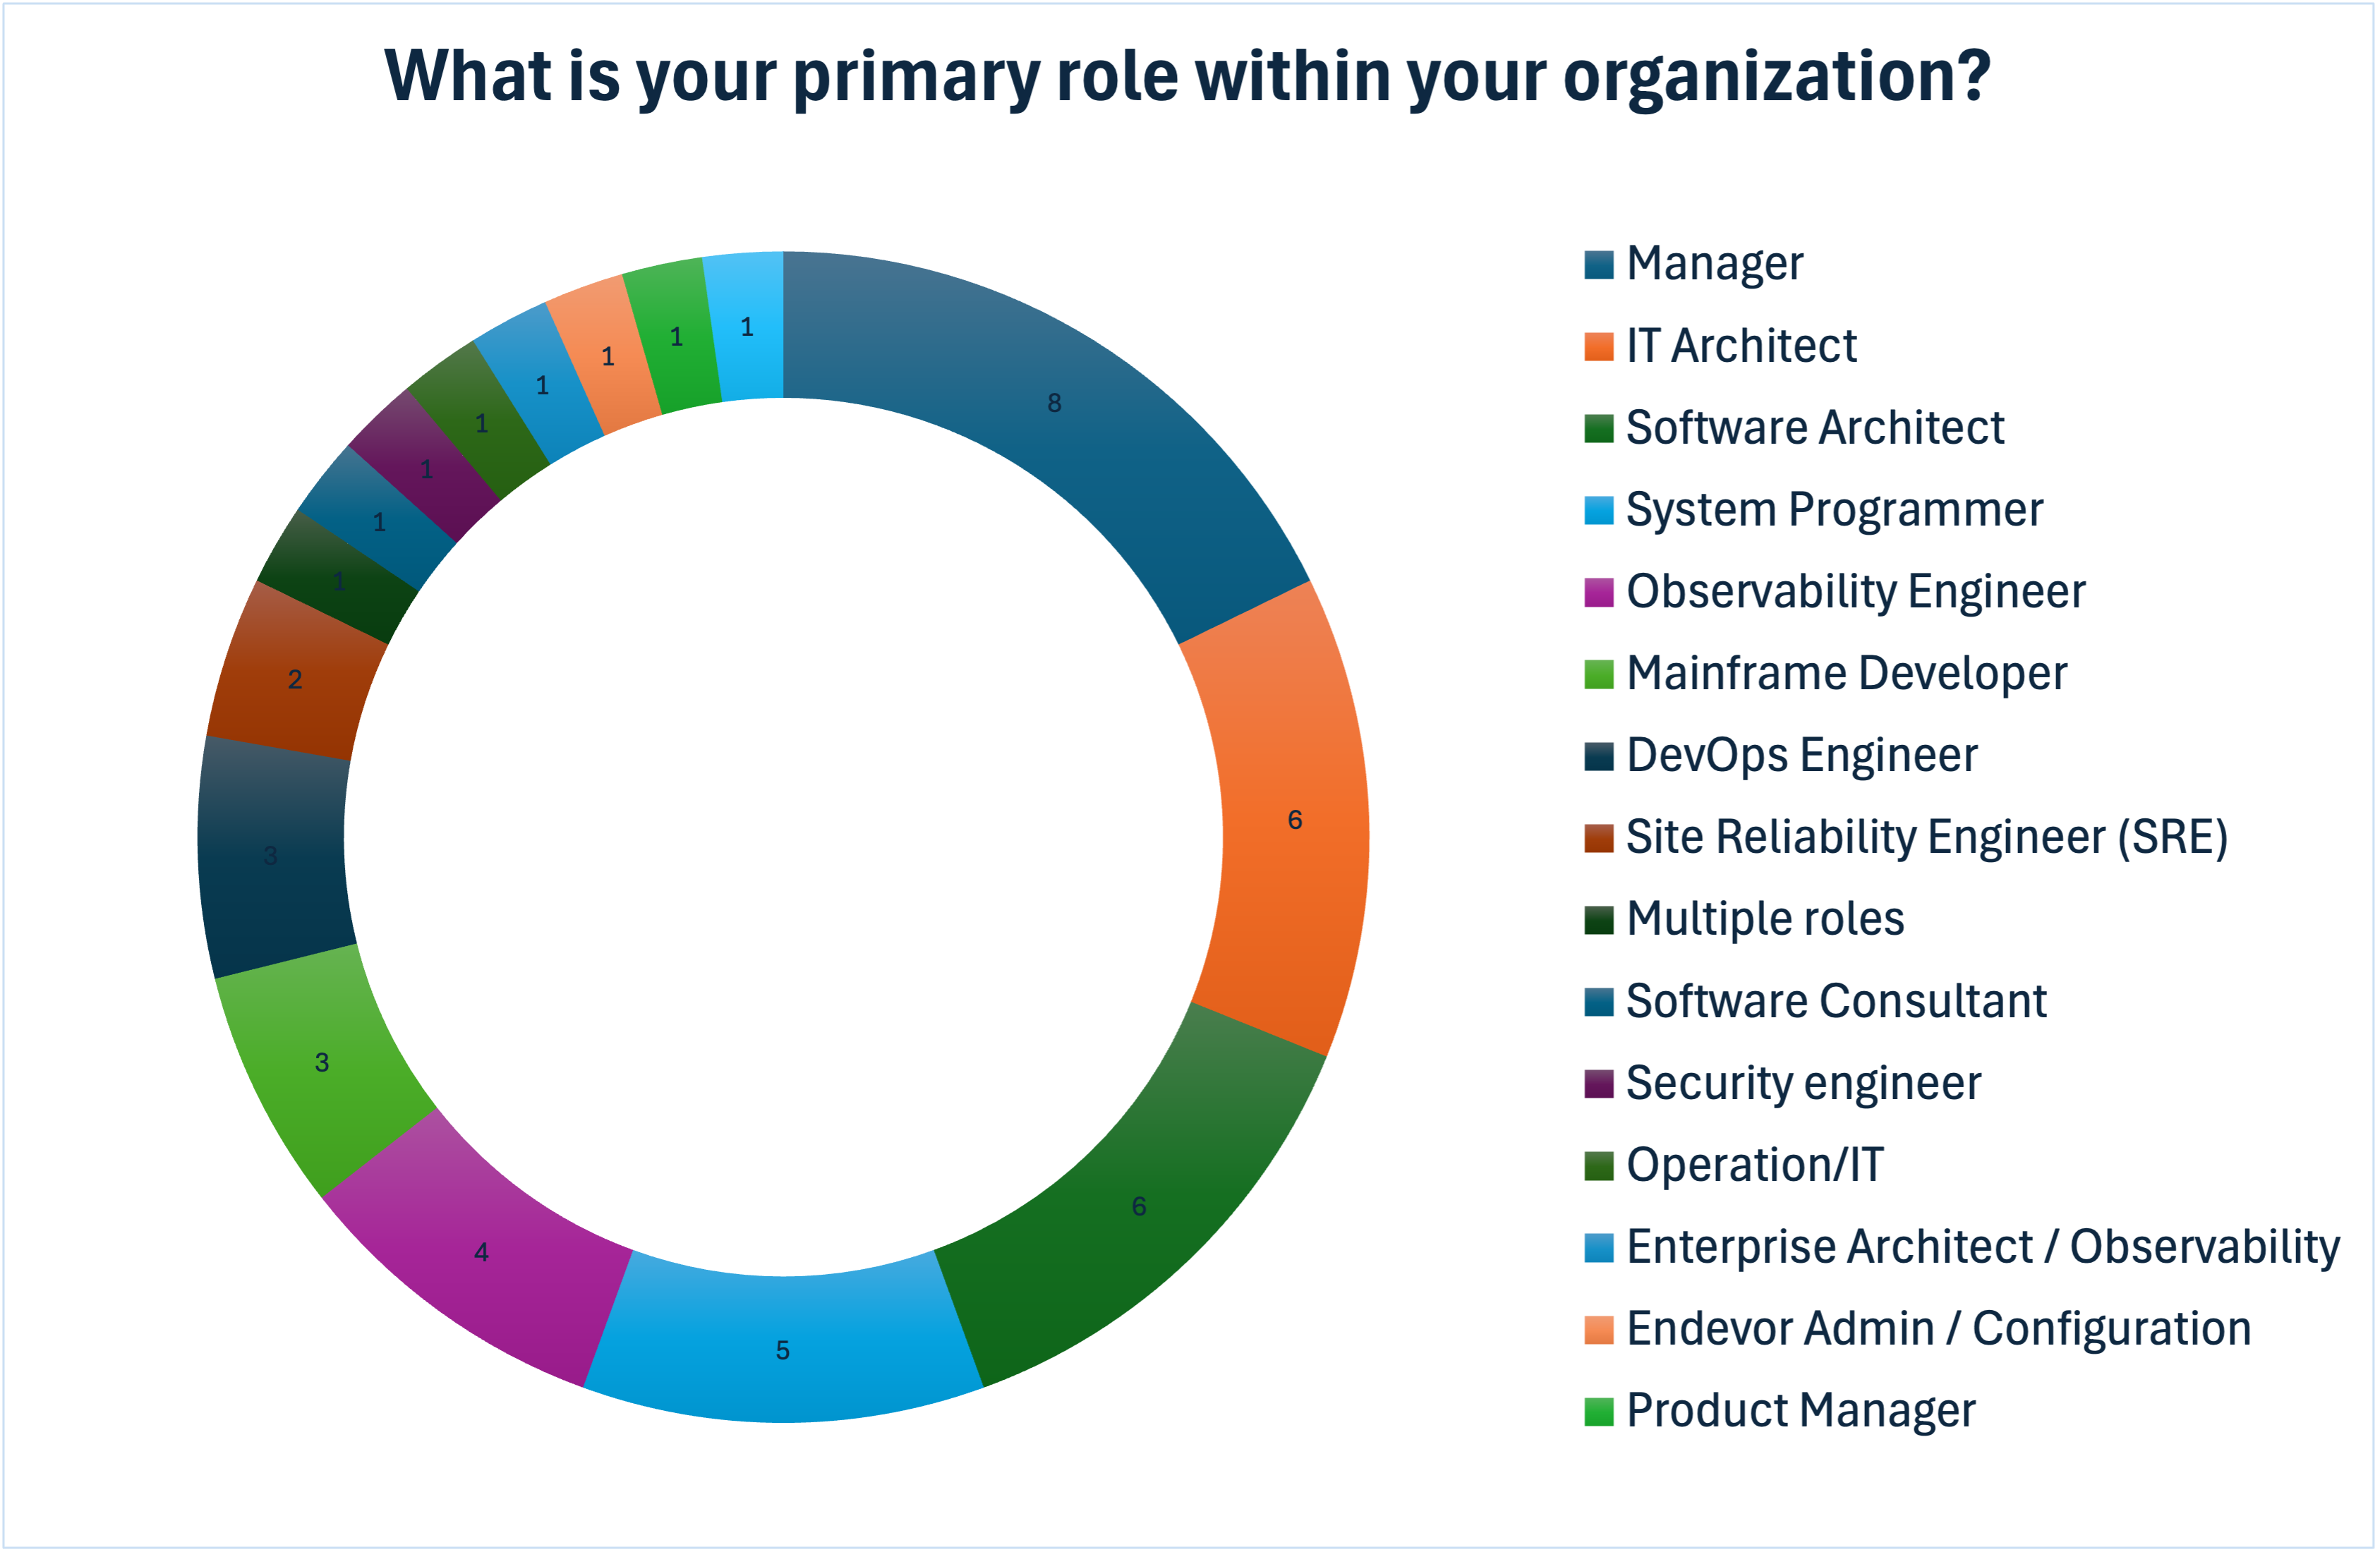 What is your primary role within your organization?
8
6
6
5
4
3
3
2
1
1
1
1
1
1
1
1
Manager
IT Architect
Software Architect
System Programmer
Observability Engineer
Mainframe Developer
DevOps Engineer
Site Reliability Engineer (SRE)
Multiple roles
Software Consultant
Security engineer
Operation/IT
Enterprise Architect / Observability
Endevor Admin / Configuration
Product Manager